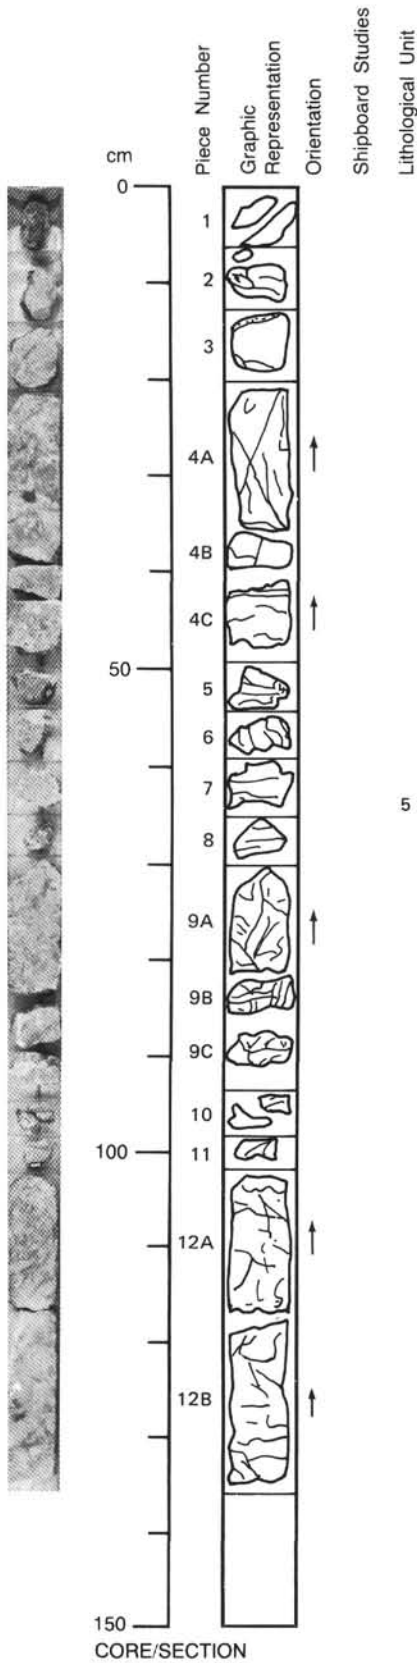 Piece Number
Graphic
Representation
Orientation
Shipboard Studies
Lithological Unit
cm
0
1
2
3
4A
4B
4C
50
5
6
7
5
8
9A
9B
9C
10
100
11
12A
12B
150
CORE/SECTION